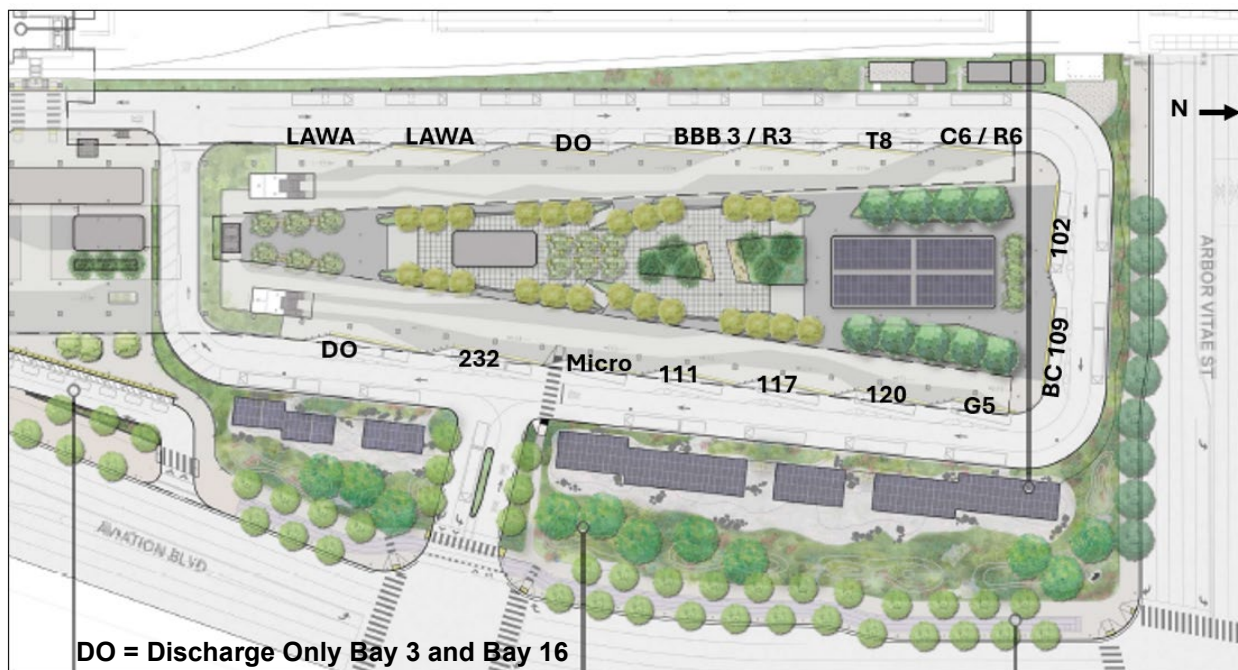 N
LAWA LAWA DO BBB 3 / R3 T8 C6 / R6
102
BC 109
DO 232 Micro 111 117 120 G5
ARBOR VITAE ST
AVIATION BLVD
DO = Discharge Only Bay 3 and Bay 16